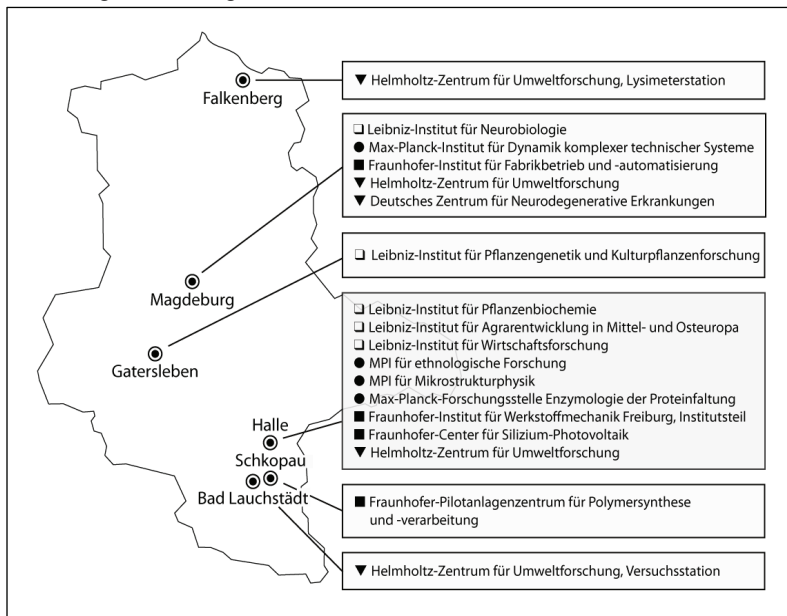 Falkenberg
▼ Helmholtz-Zentrum für Umweltforschung, Lysimeterstation
Magdeburg
❑ Leibniz-Institut für Neurobiologie
● Max-Planck-Institut für Dynamik komplexer technischer Systeme
■ Fraunhofer-Institut für Fabrikbetrieb und -automatisierung
▼ Helmholtz-Zentrum für Umweltforschung
▼ Deutsches Zentrum für Neurodegenerative Erkrankungen
Gatersleben
❑ Leibniz-Institut für Pflanzengenetik und Kulturpflanzenforschung
Halle
❑ Leibniz-Institut für Pflanzenbiochemie
❑ Leibniz-Institut für Agrarentwicklung in Mittel- und Osteuropa
❑ Leibniz-Institut für Wirtschaftsforschung
● MPI für ethnologische Forschung
● MPI für Mikrostrukturphysik
● Max-Planck-Forschungsstelle Enzymologie der Proteinfaltung
■ Fraunhofer-Institut für Werkstoffmechanik Freiburg, Institutsteil
■ Fraunhofer-Center für Silizium-Photovoltaik
▼ Helmholtz-Zentrum für Umweltforschung
Schkopau
■ Fraunhofer-Pilotanlagenzentrum für Polymersynthese
und -verarbeitung
Bad Lauchstädt
▼ Helmholtz-Zentrum für Umweltforschung, Versuchsstation